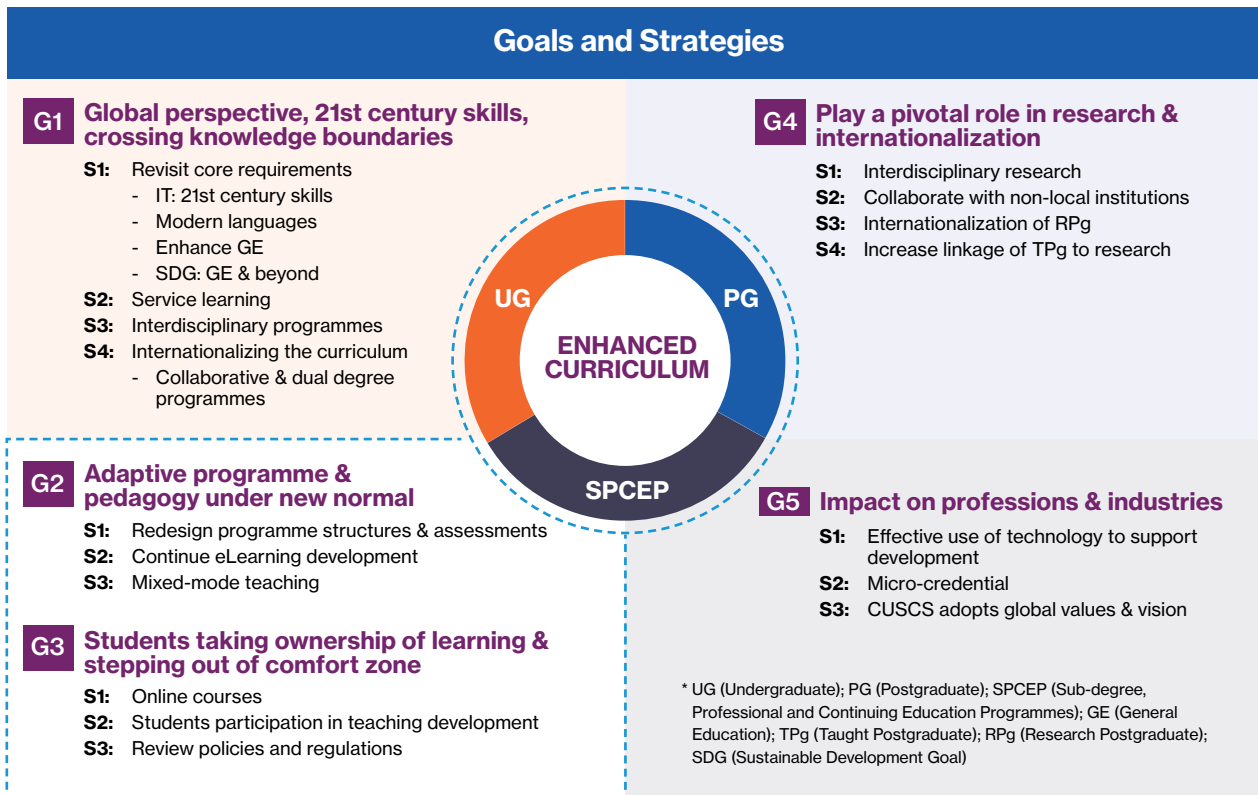 Goals and Strategies
G1 Global perspective, 21st century skills,
crossing knowledge boundaries
S1: Revisit core requirements
- IT: 21st century skills
- Modern languages
- Enhance GE
- SDG: GE & beyond
S2: Service learning
S3: Interdisciplinary programmes
S4: Internationalizing the curriculum
- Collaborative & dual degree
programmes
G2 Adaptive programme &
pedagogy under new normal
S1: Redesign programme structures & assessments
S2: Continue eLearning development
S3: Mixed-mode teaching
G3 Students taking ownership of learning &
stepping out of comfort zone
S1: Online courses
S2: Students participation in teaching development
S3: Review policies and regulations
UG
PG
ENHANCED
CURRICULUM
SPCEP
G4 Play a pivotal role in research &
internationalization
S1: Interdisciplinary research
S2: Collaborate with non-local institutions
S3: Internationalization of RPg
S4: Increase linkage of TPg to research
G5 Impact on professions & industries
S1: Effective use of technology to support
development
S2: Micro-credential
S3: CUSCS adopts global values & vision
* UG (Undergraduate); PG (Postgraduate); SPCEP (Sub-degree,
Professional and Continuing Education Programmes); GE (General
Education); TPg (Taught Postgraduate); RPg (Research Postgraduate);
SDG (Sustainable Development Goal)